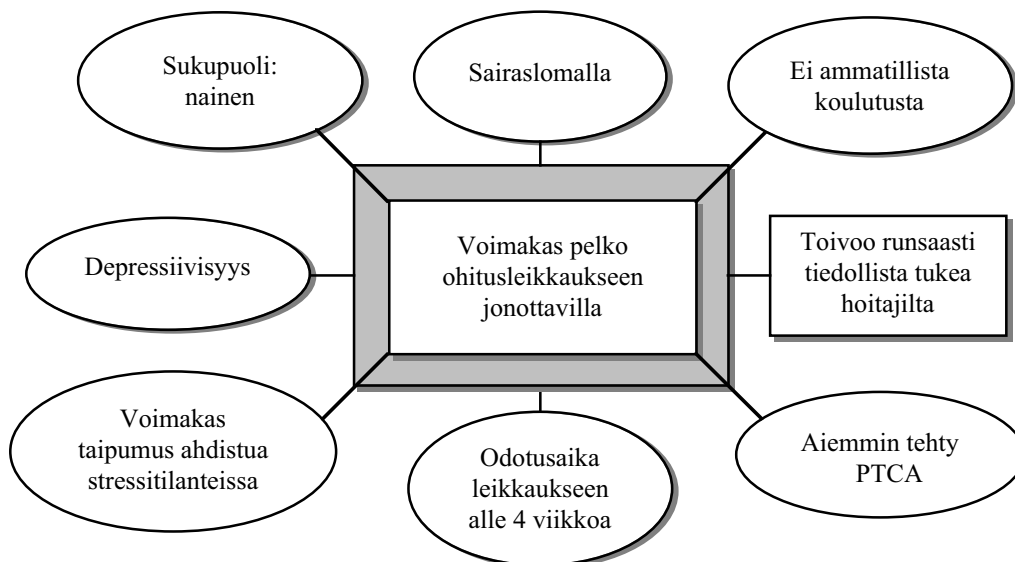 Sukupuoli:
nainen
Sairaslomalla
Ei ammatillista
koulutusta
Depressiivisyys
Voimakas pelko
ohitusleikkaukseen
jonottavilla
Toivoo runsaasti
tiedollista tukea
hoitajilta
Voimakas
taipumus ahdistua
stressitilanteissa
Odotusaika
leikkaukseen
alle 4 viikkoa
Aiemmin tehty
PTCA